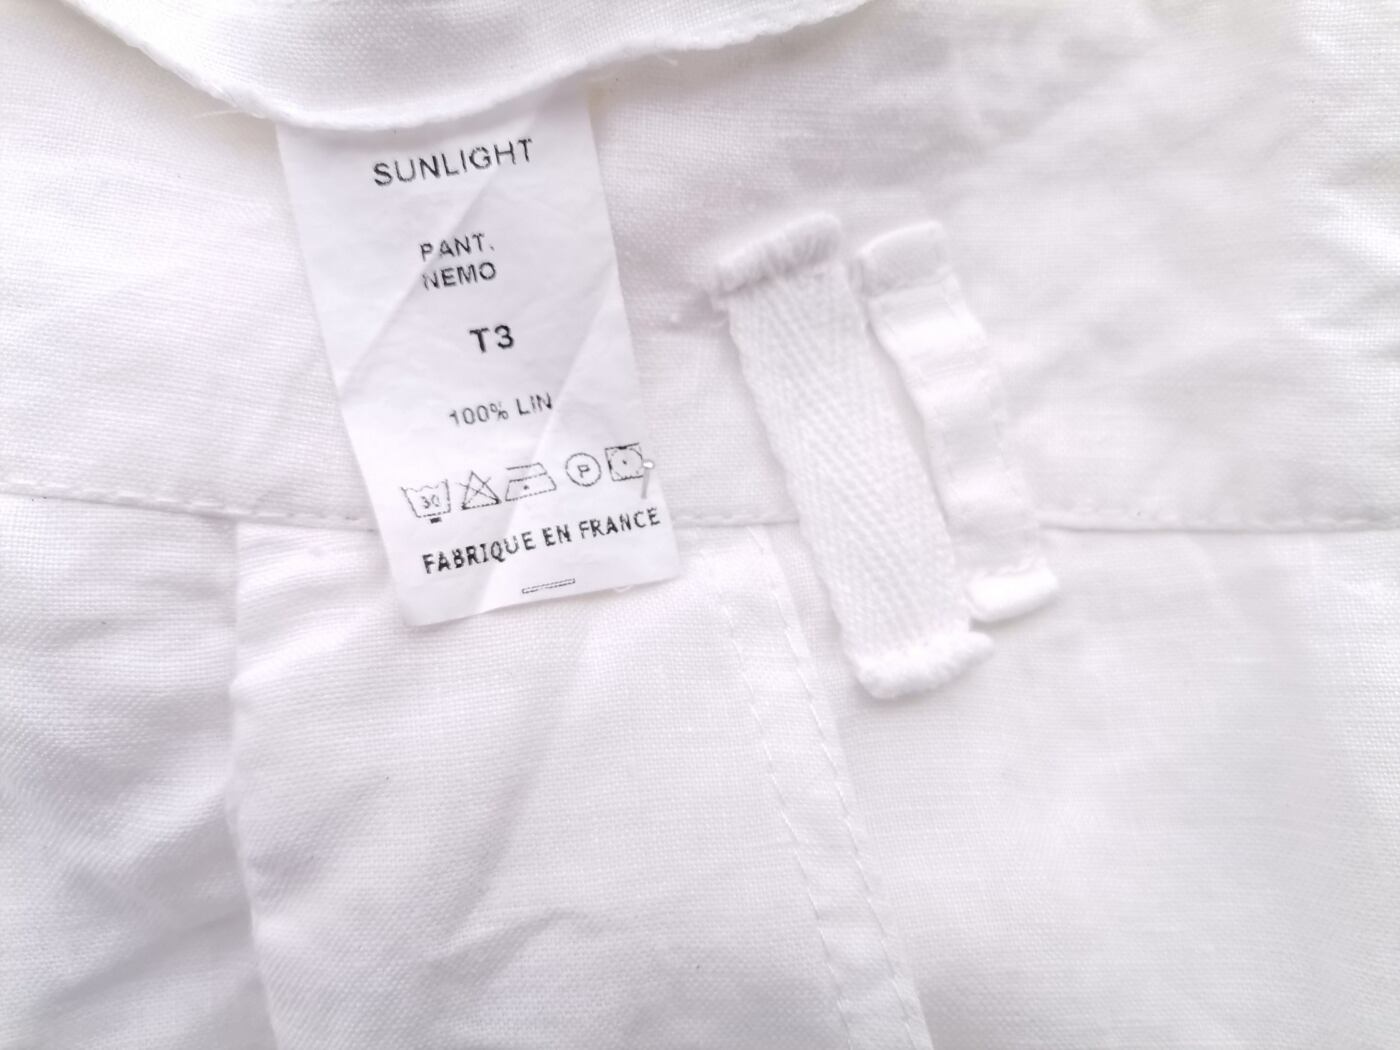 SUNLIGHT
PANT.
NEMO
T3
100% LIN
30 P
FABRIQUE EN FRANCE